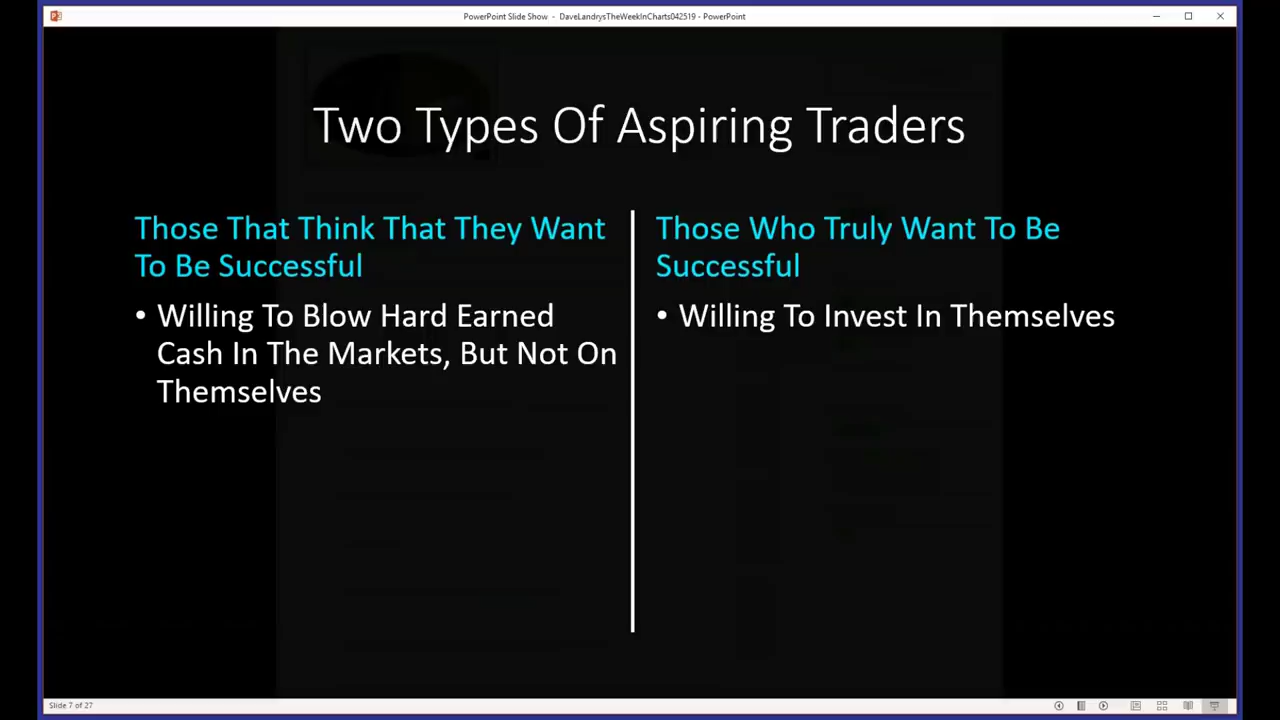 PowerPoint Slide Show - DaveLandrysTheWeekInCharts042519 - PowerPoint
Two Types Of Aspiring Traders
Those That Think That They Want
To Be Successful
• Willing To Blow Hard Earned
Cash In The Markets, But Not On
Themselves
Those Who Truly Want To Be
Successful
• Willing To Invest In Themselves
Slide 7 of 27